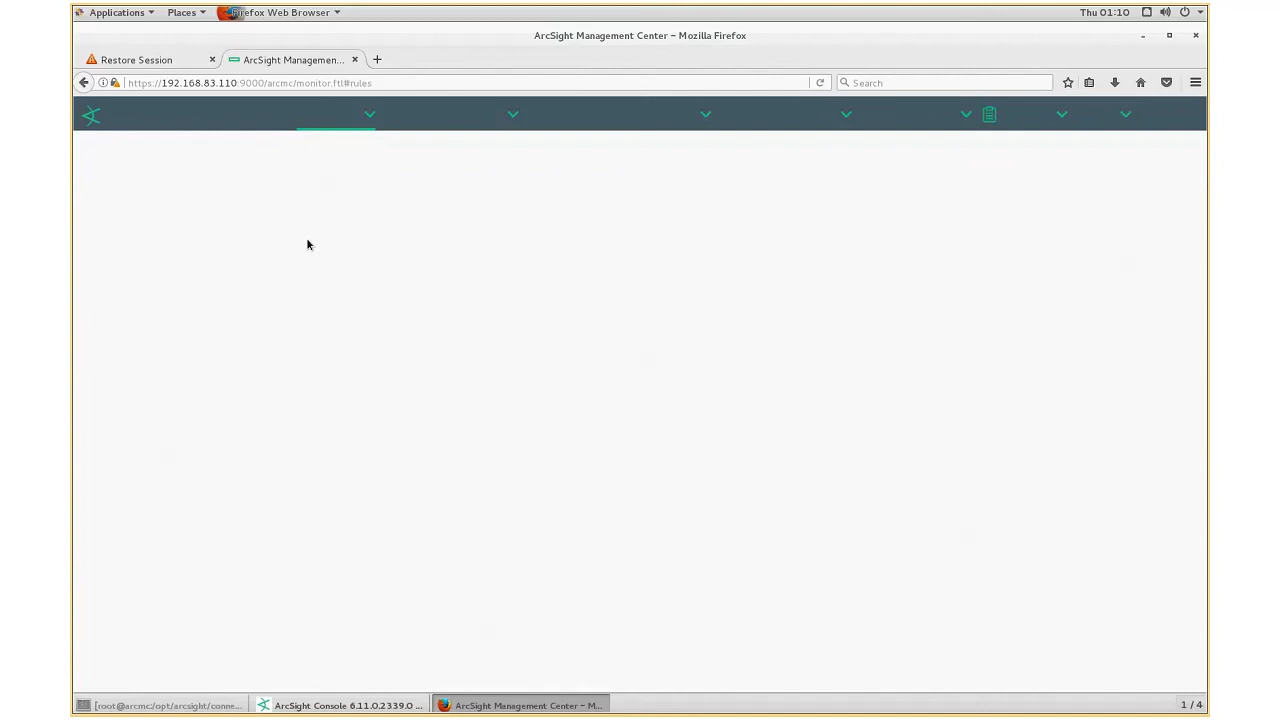 Applications Places Firefox Web Browser Thu 01:10
ArcSight Management Center – Mozilla Firefox
Restore Session ArcSight Managemen...
https://192.168.83.110:9000/arcmc/monitor.ftl#rules Search
[root@arcmc:/opt/arcsight/conne... ArcSight Console 6.11.0.2339.0 ... ArcSight Management Center – M... 1 / 4